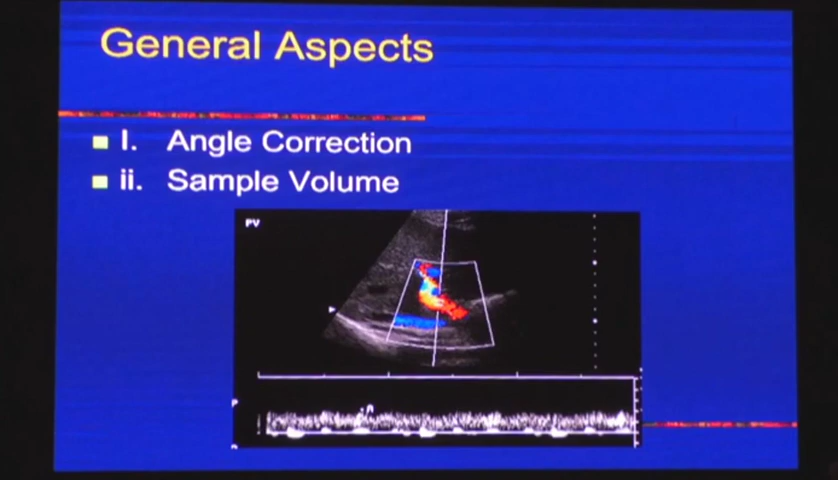 General Aspects
I. Angle Correction
ii. Sample Volume
PV